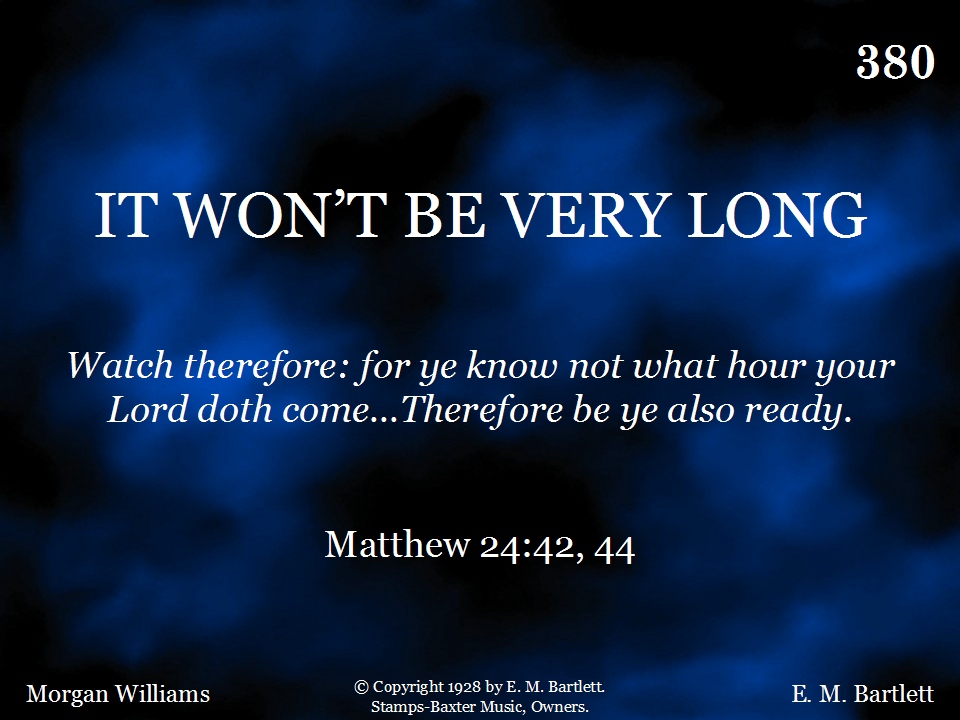 380
IT WON’T BE VERY LONG
Watch therefore: for ye know not what hour your
Lord doth come...Therefore be ye also ready.
Matthew 24:42, 44
Morgan Williams
© Copyright 1928 by E. M. Bartlett.
Stamps-Baxter Music, Owners.
E. M. Bartlett